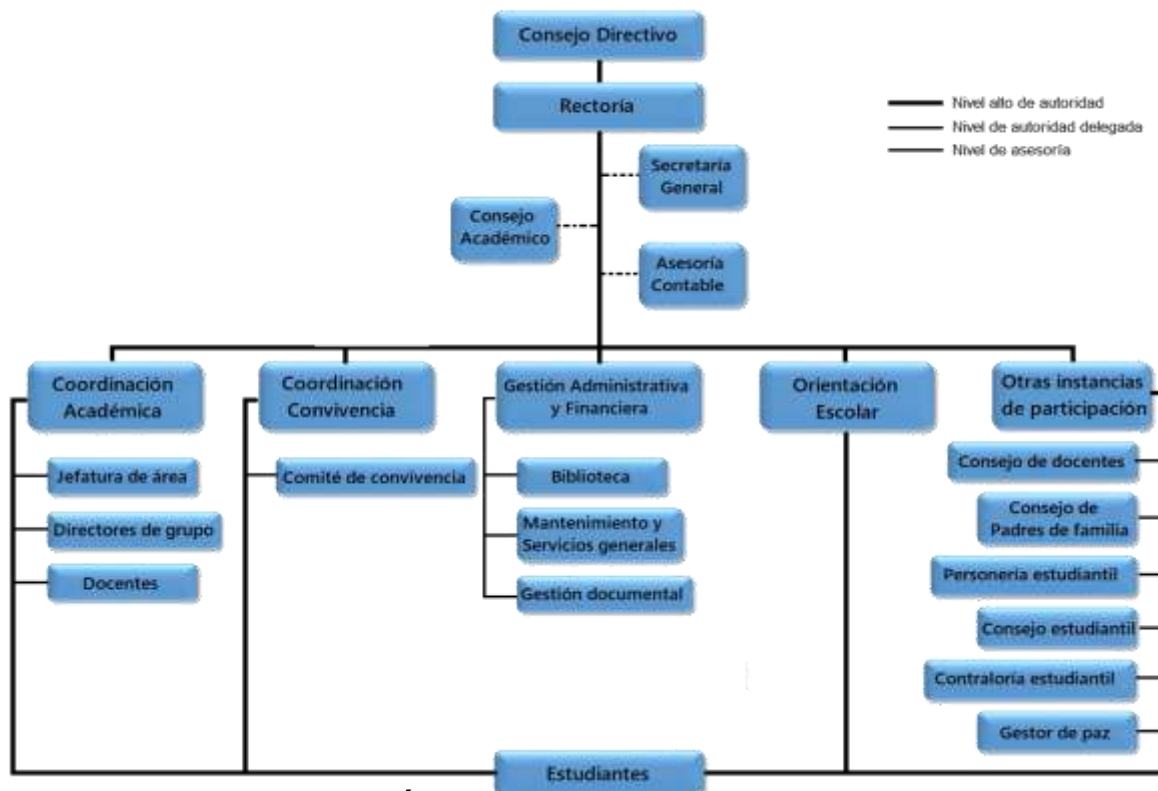 Consejo Directivo
Rectoría
Nivel alto de autoridad
Nivel de autoridad delegada
Nivel de asesoría
Secretaría
General
Consejo
Académico
Asesoría
Contable
Coordinación
Académica
Coordinación
Convivencia
Gestión Administrativa
y Financiera
Orientación
Escolar
Otras instancias
de participación
Jefatura de área
Directores de grupo
Docentes
Comité de convivencia
Biblioteca
Mantenimiento y
Servicios generales
Gestión documental
Consejo de docentes
Consejo de
Padres de familia
Personería estudiantil
Consejo estudiantil
Contraloría estudiantil
Gestor de paz
Estudiantes